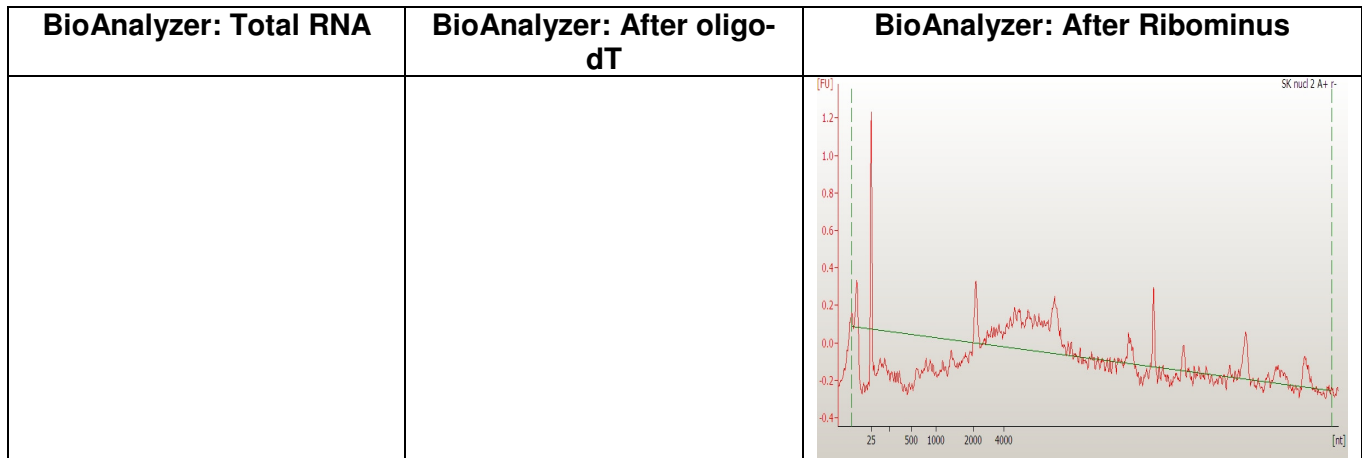 BioAnalyzer: Total RNA
BioAnalyzer: After oligo-
dT
BioAnalyzer: After Ribominus
[FU]
SK nucl 2 A+ r-
1.2
1.0
0.8
0.6
0.4
0.2
0.0
-0.2
-0.4
25 500 1000 2000 4000 [nt]